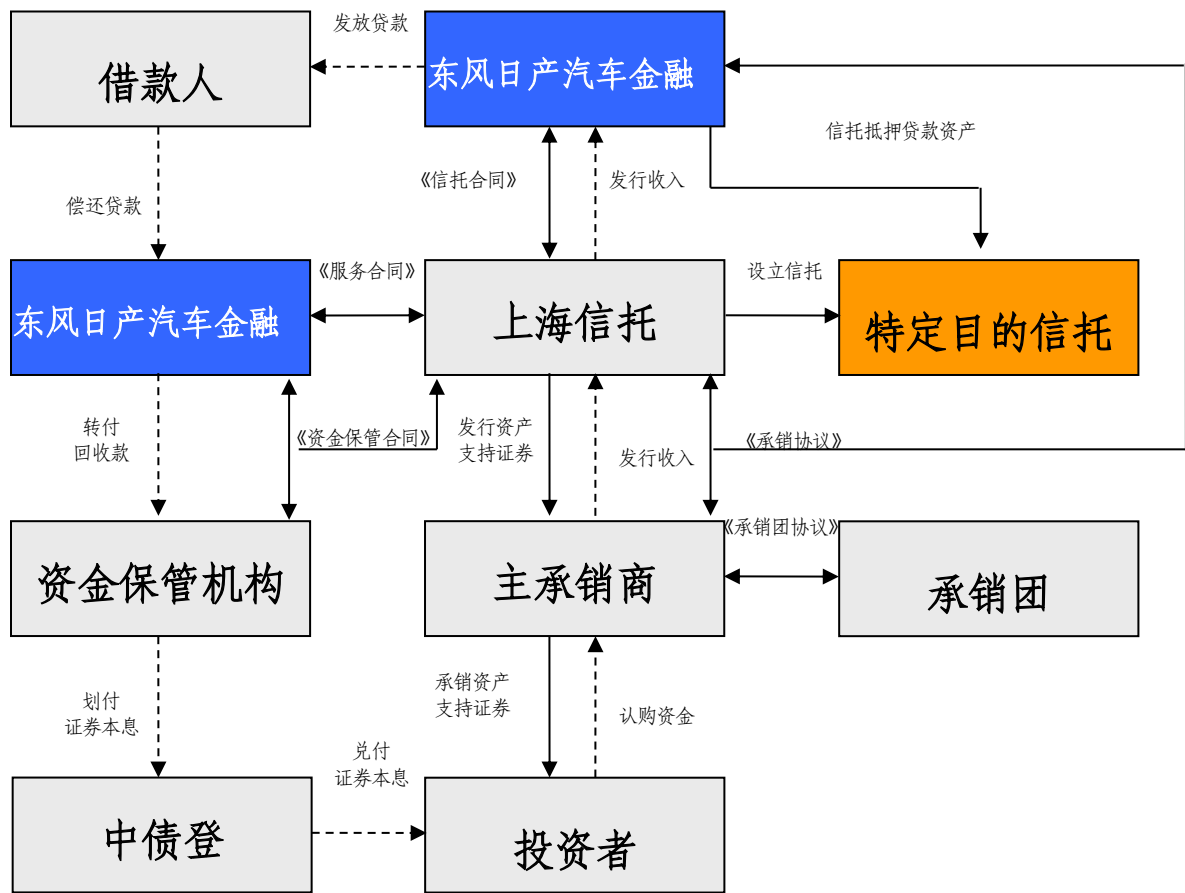 发放贷款
借款人
东风日产汽车金融
信托抵押贷款资产
《信托合同》
发行收入
偿还贷款
《服务合同》
设立信托
东风日产汽车金融
上海信托
特定目的信托
转付
回收款
《资金保管合同》
发行资产
支持证券
发行收入
《承销协议》
《承销团协议》
资金保管机构
主承销商
承销团
划付
证券本息
承销资产
支持证券
认购资金
兑付
证券本息
中债登
投资者